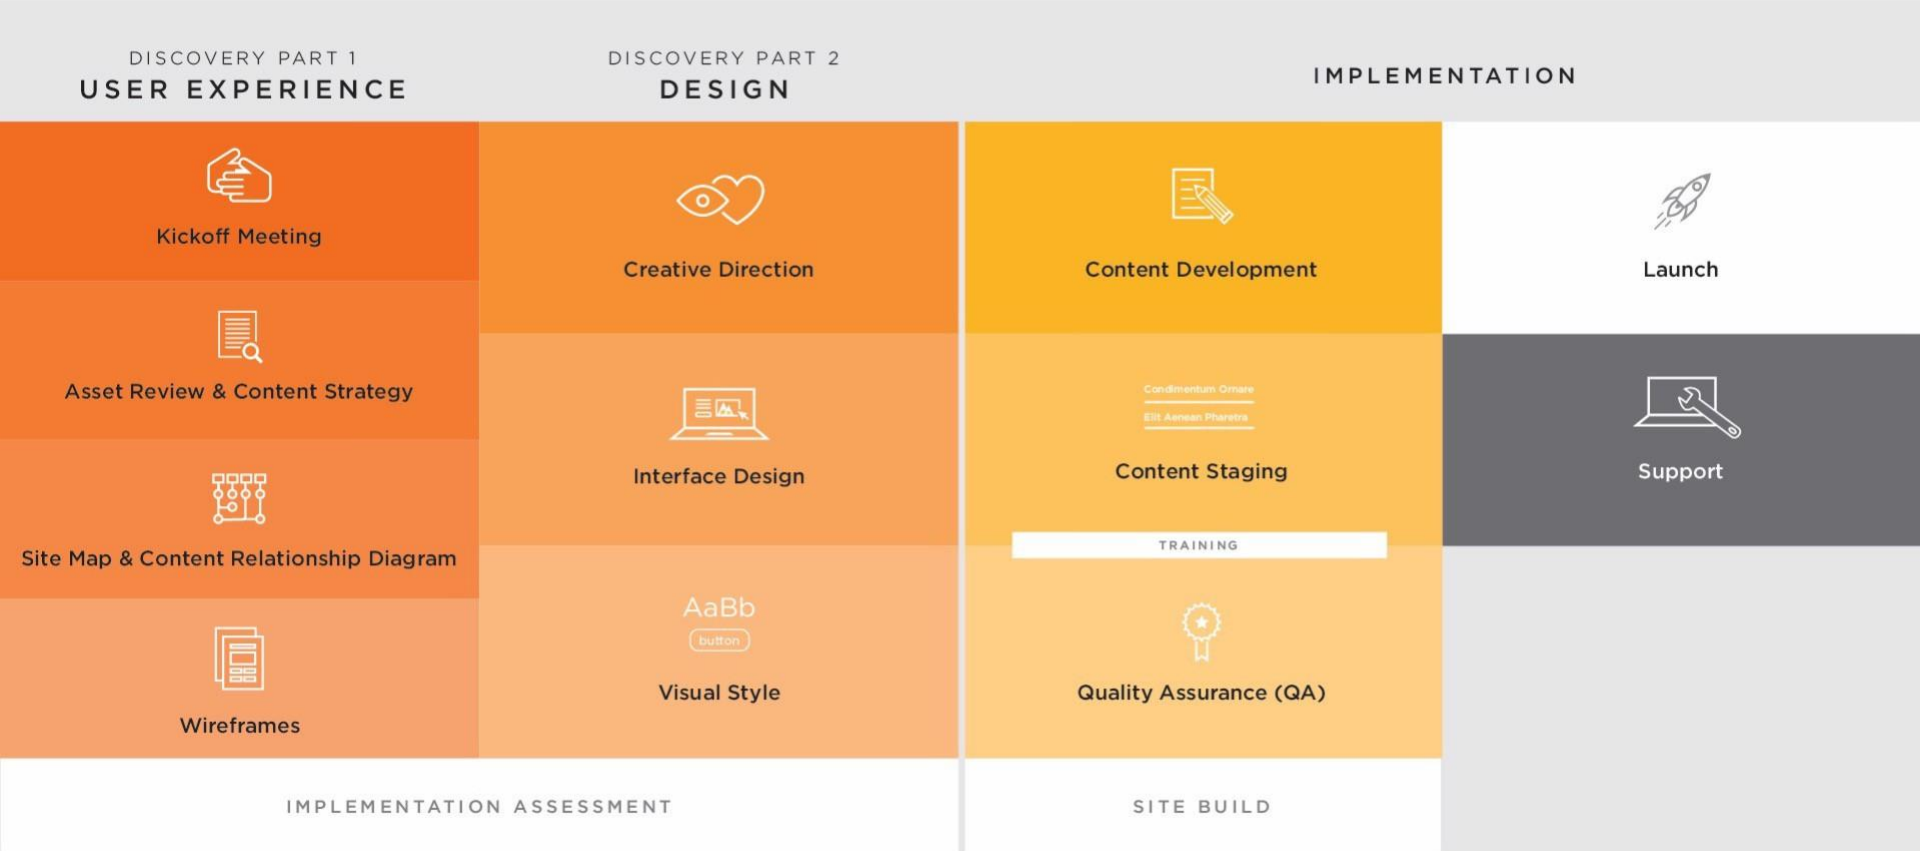 DISCOVERY PART 1
USER EXPERIENCE
DISCOVERY PART 2
DESIGN
IMPLEMENTATION
Kickoff Meeting
Asset Review & Content Strategy
Site Map & Content Relationship Diagram
Wireframes
Creative Direction
Interface Design
AaBb
button
Visual Style
IMPLEMENTATION ASSESSMENT
Content Development
Condimentum Ornare
Elit Aenean Pharetra
Content Staging
TRAINING
Quality Assurance (QA)
SITE BUILD
Launch
Support